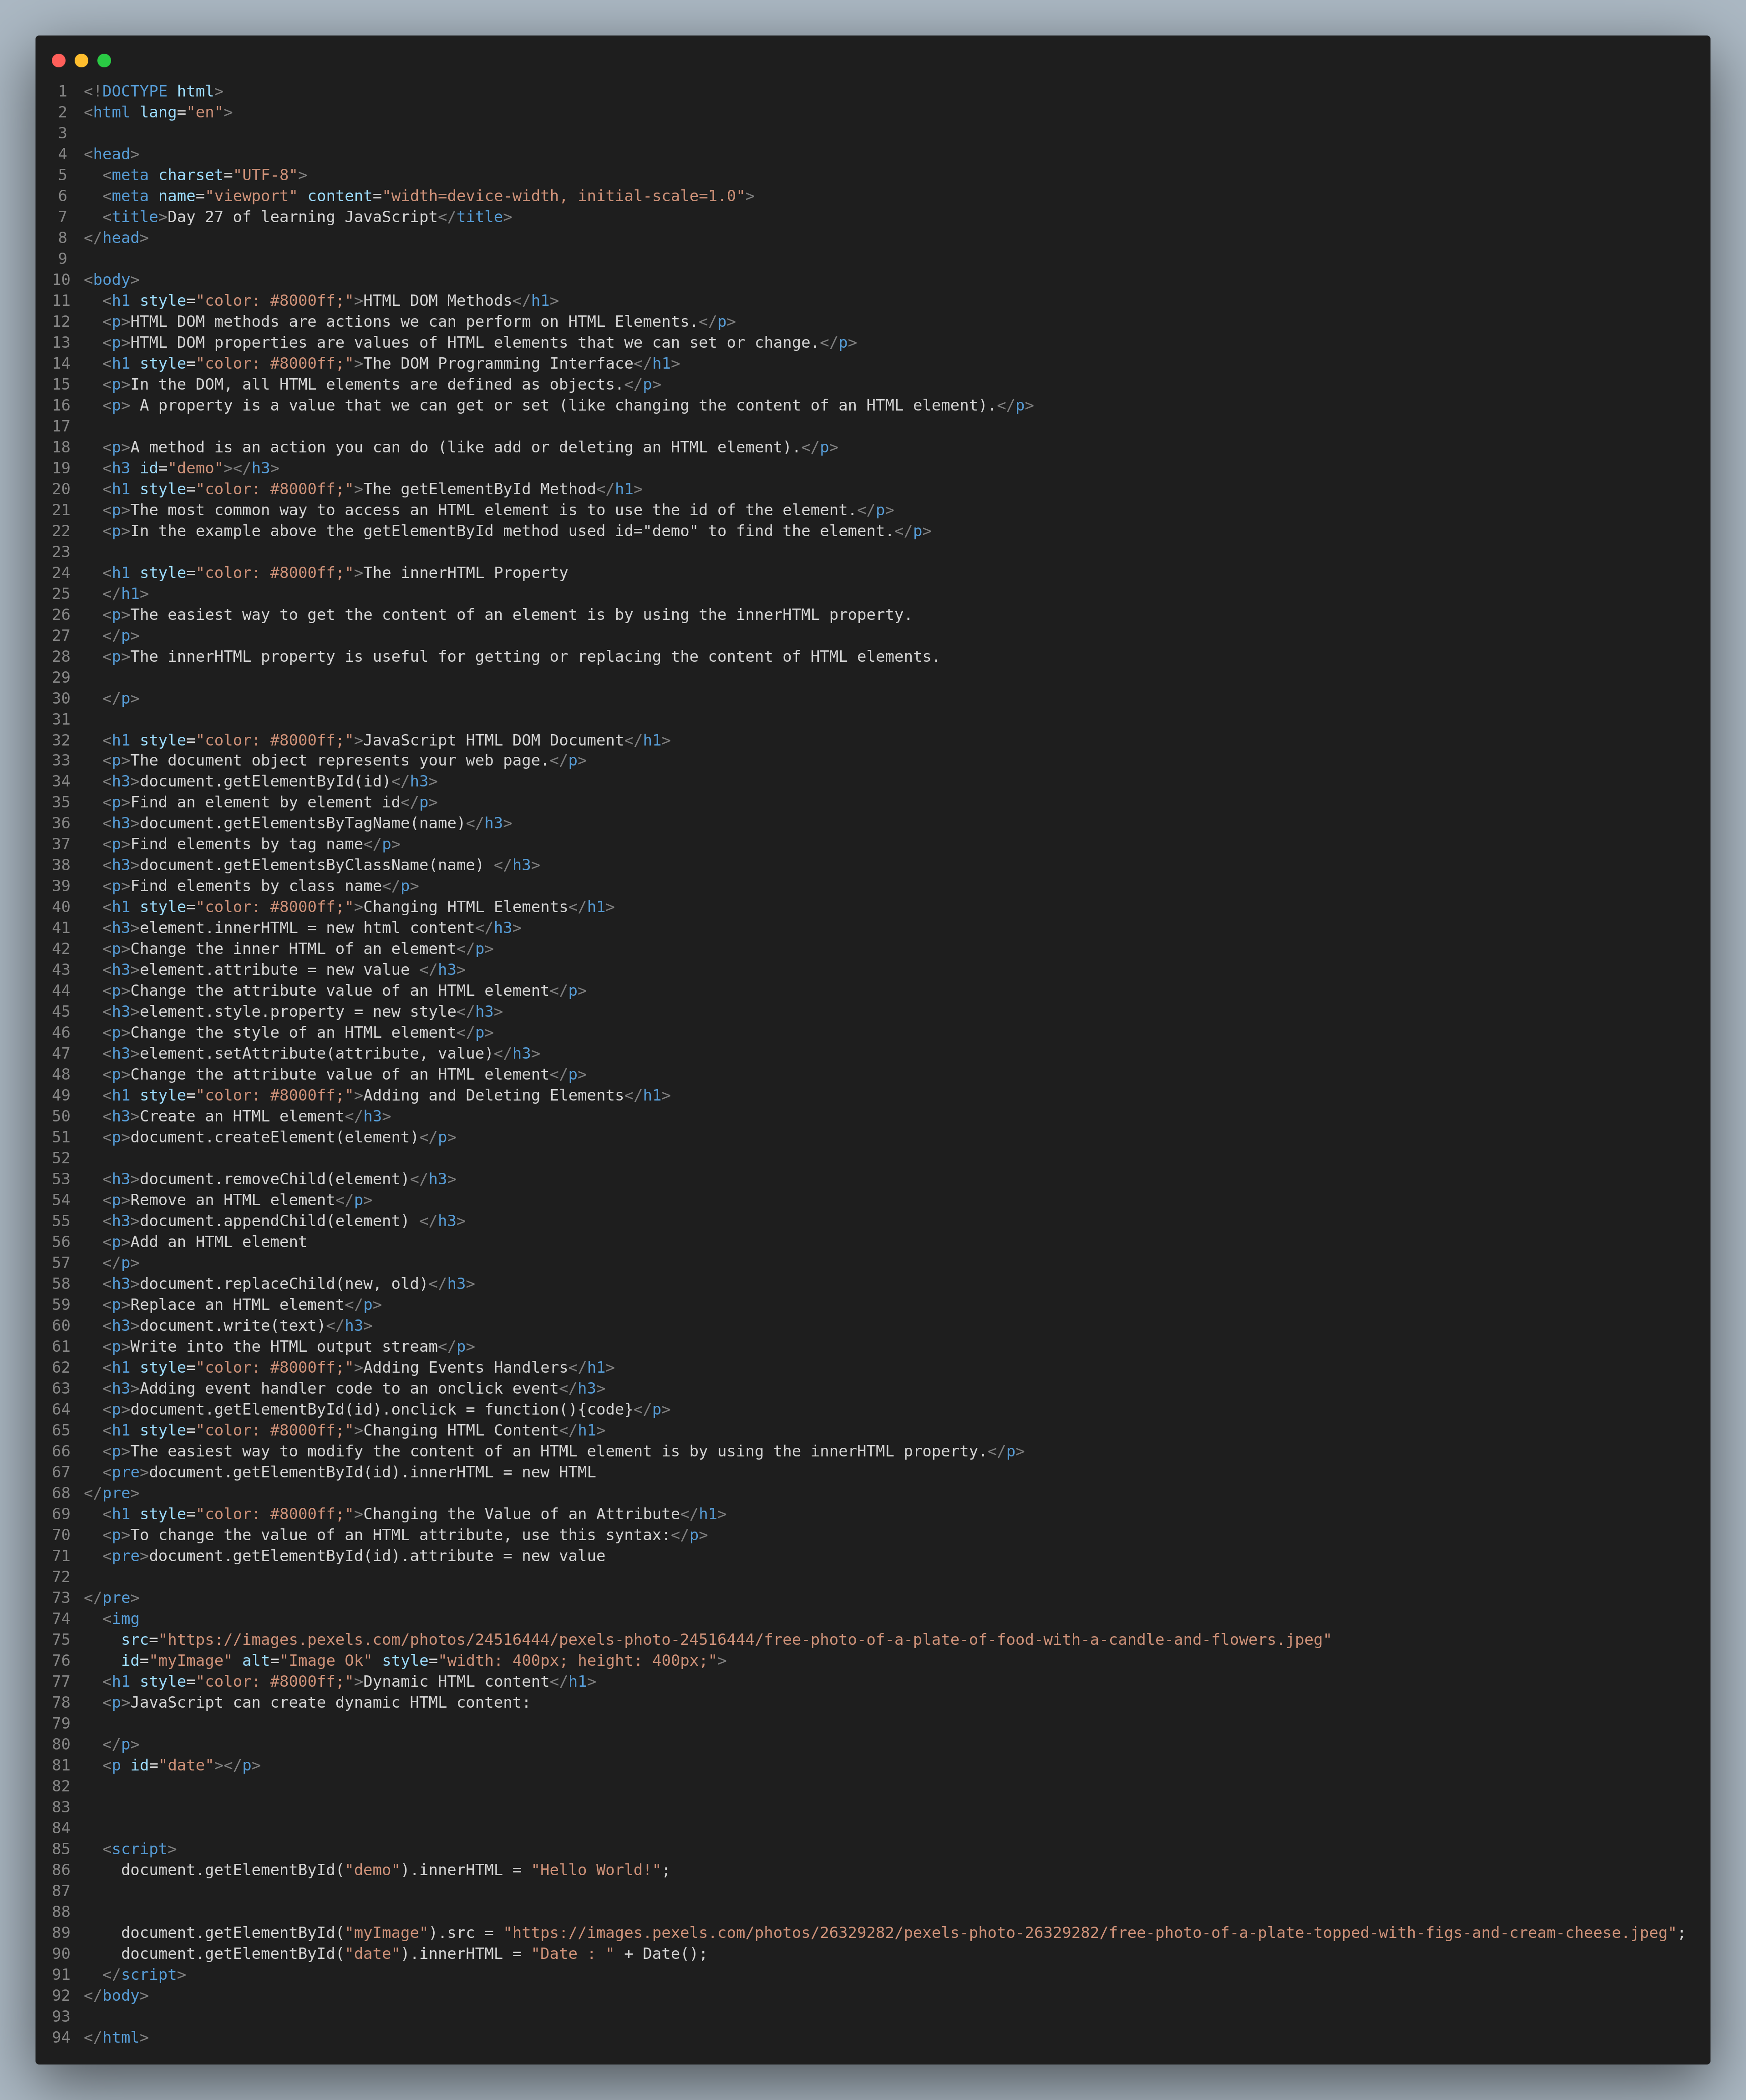 1 <!DOCTYPE html>
2 <html lang="en">
3
4 <head>
5   <meta charset="UTF-8">
6   <meta name="viewport" content="width=device-width, initial-scale=1.0">
7   <title>Day 27 of learning JavaScript</title>
8 </head>
9
10 <body>
11   <h1 style="color: #8000ff;">HTML DOM Methods</h1>
12   <p>HTML DOM methods are actions we can perform on HTML Elements.</p>
13   <p>HTML DOM properties are values of HTML elements that we can set or change.</p>
14   <h1 style="color: #8000ff;">The DOM Programming Interface</h1>
15   <p>In the DOM, all HTML elements are defined as objects.</p>
16   <p> A property is a value that we can get or set (like changing the content of an HTML element).</p>
17
18   <p>A method is an action you can do (like add or deleting an HTML element).</p>
19   <h3 id="demo"></h3>
20   <h1 style="color: #8000ff;">The getElementById Method</h1>
21   <p>The most common way to access an HTML element is to use the id of the element.</p>
22   <p>In the example above the getElementById method used id="demo" to find the element.</p>
23
24   <h1 style="color: #8000ff;">The innerHTML Property
25   </h1>
26   <p>The easiest way to get the content of an element is by using the innerHTML property.
27   </p>
28   <p>The innerHTML property is useful for getting or replacing the content of HTML elements.
29
30   </p>
31
32   <h1 style="color: #8000ff;">JavaScript HTML DOM Document</h1>
33   <p>The document object represents your web page.</p>
34   <h3>document.getElementById(id)</h3>
35   <p>Find an element by element id</p>
36   <h3>document.getElementsByTagName(name)</h3>
37   <p>Find elements by tag name</p>
38   <h3>document.getElementsByClassName(name) </h3>
39   <p>Find elements by class name</p>
40   <h1 style="color: #8000ff;">Changing HTML Elements</h1>
41   <h3>element.innerHTML = new html content</h3>
42   <p>Change the inner HTML of an element</p>
43   <h3>element.attribute = new value </h3>
44   <p>Change the attribute value of an HTML element</p>
45   <h3>element.style.property = new style</h3>
46   <p>Change the style of an HTML element</p>
47   <h3>element.setAttribute(attribute, value)</h3>
48   <p>Change the attribute value of an HTML element</p>
49   <h1 style="color: #8000ff;">Adding and Deleting Elements</h1>
50   <h3>Create an HTML element</h3>
51   <p>document.createElement(element)</p>
52
53   <h3>document.removeChild(element)</h3>
54   <p>Remove an HTML element</p>
55   <h3>document.appendChild(element) </h3>
56   <p>Add an HTML element
57   </p>
58   <h3>document.replaceChild(new, old)</h3>
59   <p>Replace an HTML element</p>
60   <h3>document.write(text)</h3>
61   <p>Write into the HTML output stream</p>
62   <h1 style="color: #8000ff;">Adding Events Handlers</h1>
63   <h3>Adding event handler code to an onclick event</h3>
64   <p>document.getElementById(id).onclick = function(){code}</p>
65   <h1 style="color: #8000ff;">Changing HTML Content</h1>
66   <p>The easiest way to modify the content of an HTML element is by using the innerHTML property.</p>
67   <pre>document.getElementById(id).innerHTML = new HTML
68 </pre>
69   <h1 style="color: #8000ff;">Changing the Value of an Attribute</h1>
70   <p>To change the value of an HTML attribute, use this syntax:</p>
71   <pre>document.getElementById(id).attribute = new value
72
73 </pre>
74   <img
75     src="https://images.pexels.com/photos/24516444/pexels-photo-24516444/free-photo-of-a-plate-of-food-with-a-candle-and-flowers.jpeg"
76     id="myImage" alt="Image Ok" style="width: 400px; height: 400px;">
77   <h1 style="color: #8000ff;">Dynamic HTML content</h1>
78   <p>JavaScript can create dynamic HTML content:
79
80   </p>
81   <p id="date"></p>
82
83
84
85   <script>
86     document.getElementById("demo").innerHTML = "Hello World!";
87
88
89     document.getElementById("myImage").src = "https://images.pexels.com/photos/26329282/pexels-photo-26329282/free-photo-of-a-plate-topped-with-figs-and-cream-cheese.jpeg";
90     document.getElementById("date").innerHTML = "Date : " + Date();
91   </script>
92 </body>
93
94 </html>